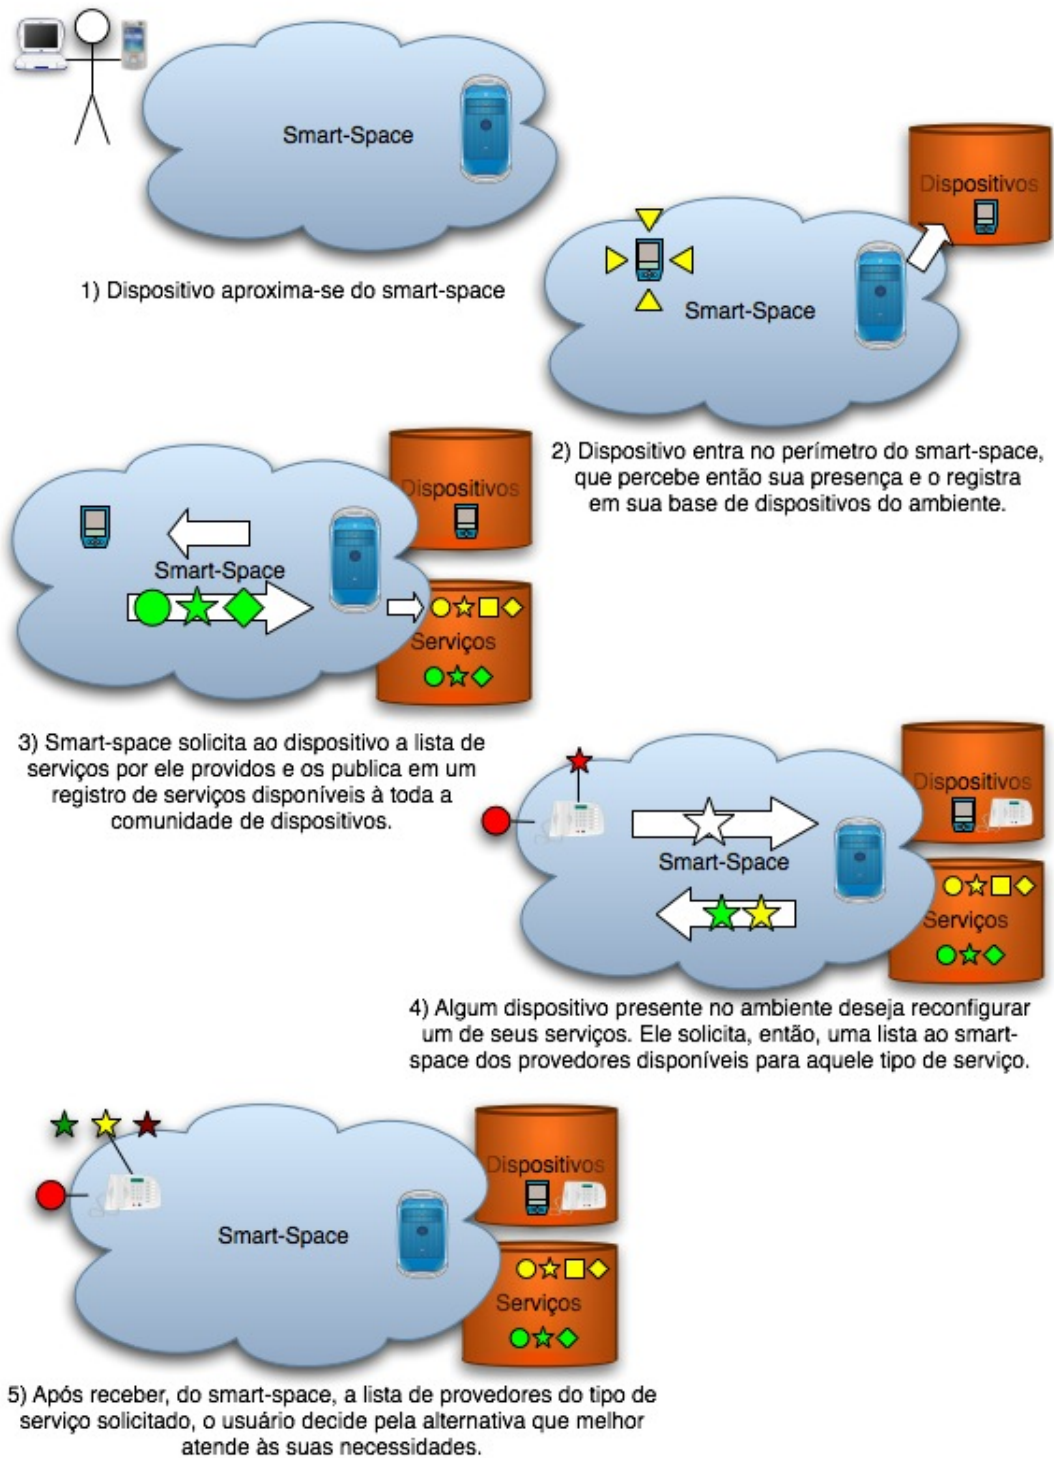 Smart-Space
1) Dispositivo aproxima-se do smart-space
Dispositivos
Smart-Space
2) Dispositivo entra no perímetro do smart-space,
que percebe então sua presença e o registra
em sua base de dispositivos do ambiente.
Dispositivos
Smart-Space
Serviços
3) Smart-space solicita ao dispositivo a lista de
serviços por ele providos e os publica em um
registro de serviços disponíveis à toda a
comunidade de dispositivos.
Dispositivos
Smart-Space
Serviços
4) Algum dispositivo presente no ambiente deseja reconfigurar
um de seus serviços. Ele solicita, então, uma lista ao smart-
space dos provedores disponíveis para aquele tipo de serviço.
Dispositivos
Smart-Space
Serviços
5) Após receber, do smart-space, a lista de provedores do tipo de
serviço solicitado, o usuário decide pela alternativa que melhor
atende às suas necessidades.